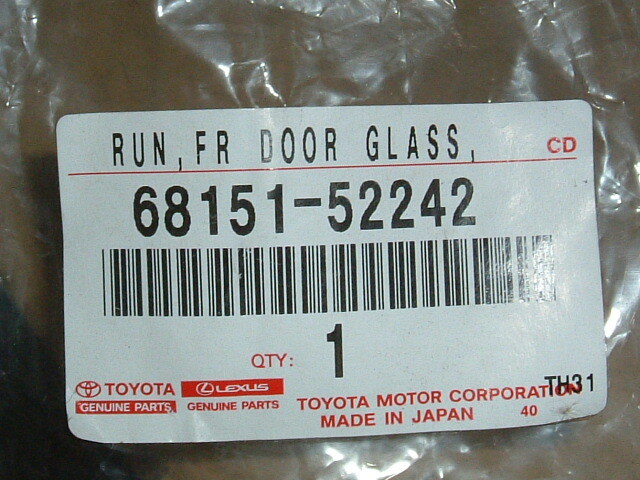 RUN, FR DOOR GLASS,
CD
68151-52242
QTY: 1
TOYOTA LEXUS
GENUINE PARTS GENUINE PARTS
TOYOTA MOTOR CORPORATION
TH31
MADE IN JAPAN 40